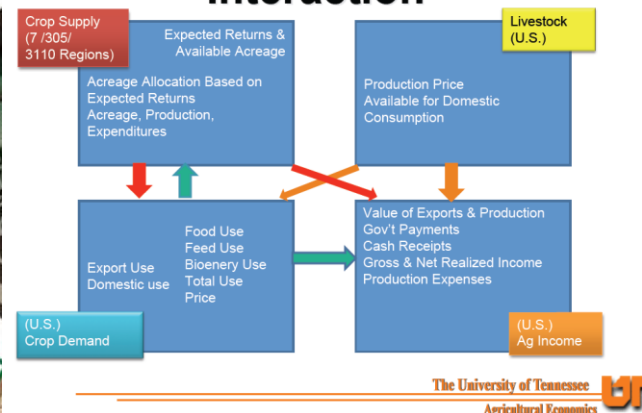 Interaction
Crop Supply
(7 /305/
3110 Regions)
Expected Returns &
Available Acreage
Acreage Allocation Based on
Expected Returns
Acreage, Production,
Expenditures
Livestock
(U.S.)
Production Price
Available for Domestic
Consumption
Export Use
Domestic use
Food Use
Feed Use
Bioenery Use
Total Use
Price
(U.S.)
Crop Demand
Value of Exports & Production
Gov't Payments
Cash Receipts
Gross & Net Realized Income
Production Expenses
(U.S.)
Ag Income
The University of Tennessee
Agricultural Economics
UT